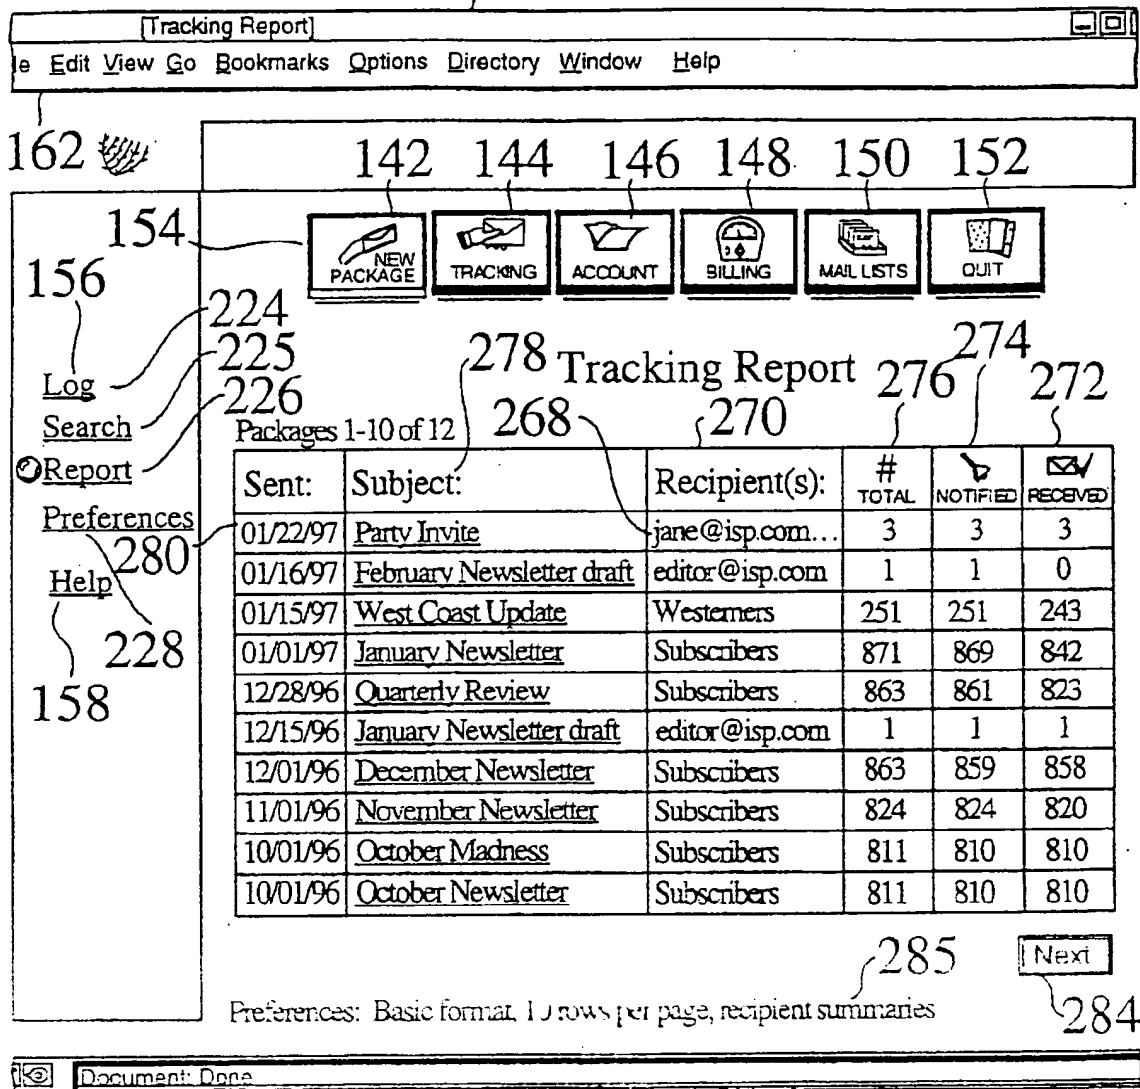 [Tracking Report]
le Edit View Go Bookmarks Options Directory Window Help
162 142 144 146 148 150 152
154
NEW PACKAGE TRACKING ACCOUNT BILLING MAIL LISTS QUIT
156
224
225
226
Log
Search
Report
Preferences
Help
280
228
158
278 Tracking Report 276 274 272
Packages 1-10 of 12 268 270
Sent: Subject: Recipient(s): # TOTAL NOTIFIED RECEIVED
01/22/97 Party Invite jane@isp.com... 3 3 3
01/16/97 February Newsletter draft editor@isp.com 1 1 0
01/15/97 West Coast Update Westerners 251 251 243
01/01/97 January Newsletter Subscribers 871 869 842
12/28/96 Quarterly Review Subscribers 863 861 823
12/15/96 January Newsletter draft editor@isp.com 1 1 1
12/01/96 December Newsletter Subscribers 863 859 858
11/01/96 November Newsletter Subscribers 824 824 820
10/01/96 October Madness Subscribers 811 810 810
10/01/96 October Newsletter Subscribers 811 810 810
285 Next
Preferences: Basic format, 10 rows per page, recipient summaries
284
Document: Done